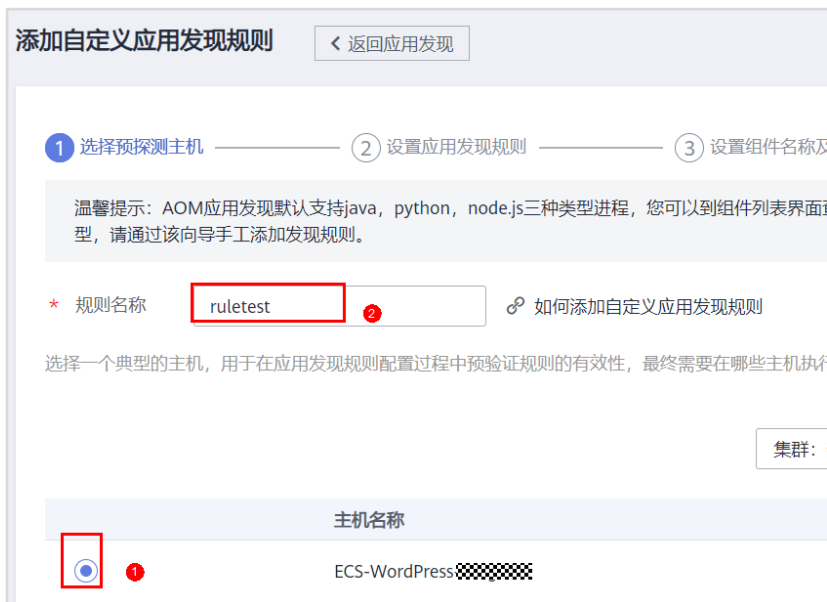 添加自定义应用发现规则 返回应用发现
1 选择预探测主机 2 设置应用发现规则 3 设置组件名称及
温馨提示：AOM应用发现默认支持java，python，node.js三种类型进程，您可以到组件列表界面
型，请通过该向导手工添加发现规则。
* 规则名称 ruletest 2 如何添加自定义应用发现规则
选择一个典型的主机，用于在应用发现规则配置过程中预验证规则的有效性，最终需要在哪些主机执行
集群：
主机名称
1 ECS-WordPress